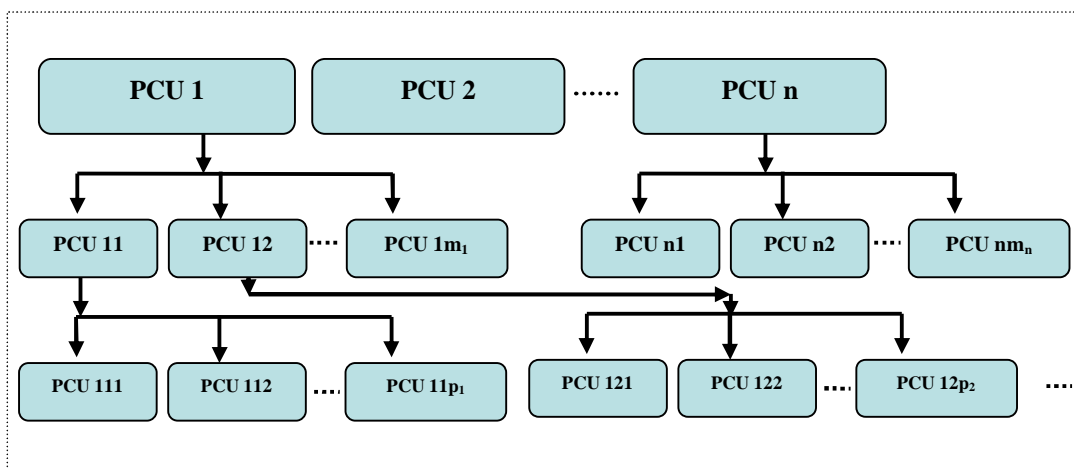 PCU 1 PCU 2 ...... PCU n
PCU 11 PCU 12 ..... PCU 1m₁ PCU n1 PCU n2 ..... PCU nmₙ
PCU 111 PCU 112 ..... PCU 11p₁ PCU 121 PCU 122 ..... PCU 12p₂ .....